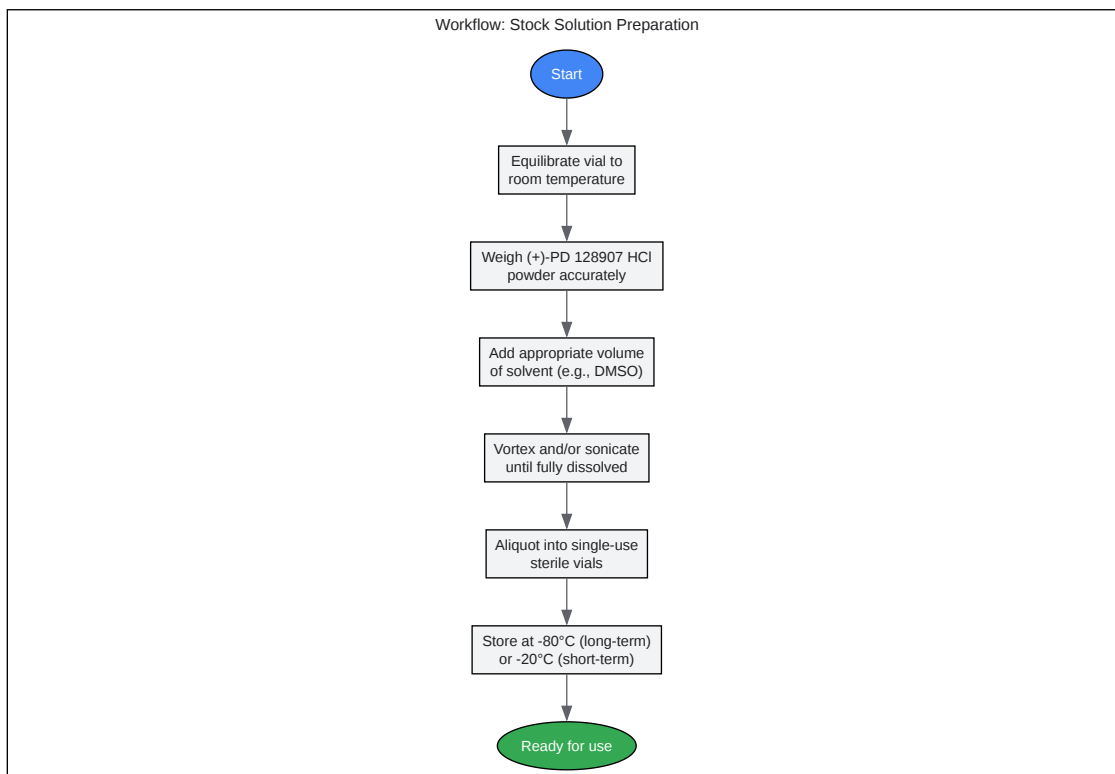 Workflow: Stock Solution Preparation
Start
Equilibrate vial to
room temperature
Weigh (+)-PD 128907 HCl
powder accurately
Add appropriate volume
of solvent (e.g., DMSO)
Vortex and/or sonicate
until fully dissolved
Aliquot into single-use
sterile vials
Store at -80°C (long-term)
or -20°C (short-term)
Ready for use